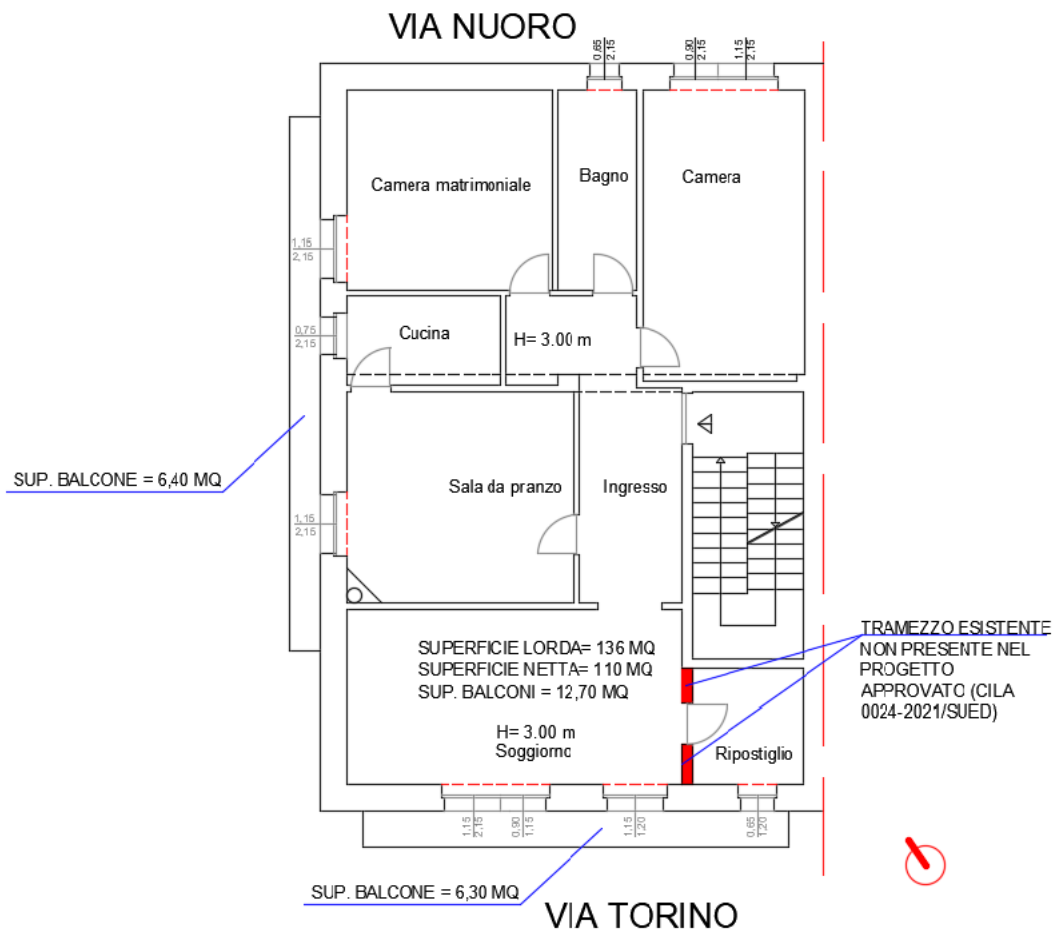 VIA NUORO
0,65
2,15
0,90
2,15
1,15
2,15
Camera matrimoniale
Bagno
Camera
1,15
2,15
0,75
2,15
Cucina
H= 3.00 m
SUP. BALCONE = 6,40 MQ
Sala da pranzo
Ingresso
1,15
2,15
SUPERFICIE LORDA= 136 MQ
SUPERFICIE NETTA= 110 MQ
SUP. BALCONI = 12,70 MQ
H= 3.00 m
Soggiorno
TRAMEZZO ESISTENTE
NON PRESENTE NEL
PROGETTO
APPROVATO (CILA
0024-2021/SUED)
Ripostiglio
1,15
2,15
0,90
1,15
1,15
1,20
0,65
1,20
SUP. BALCONE = 6,30 MQ
VIA TORINO